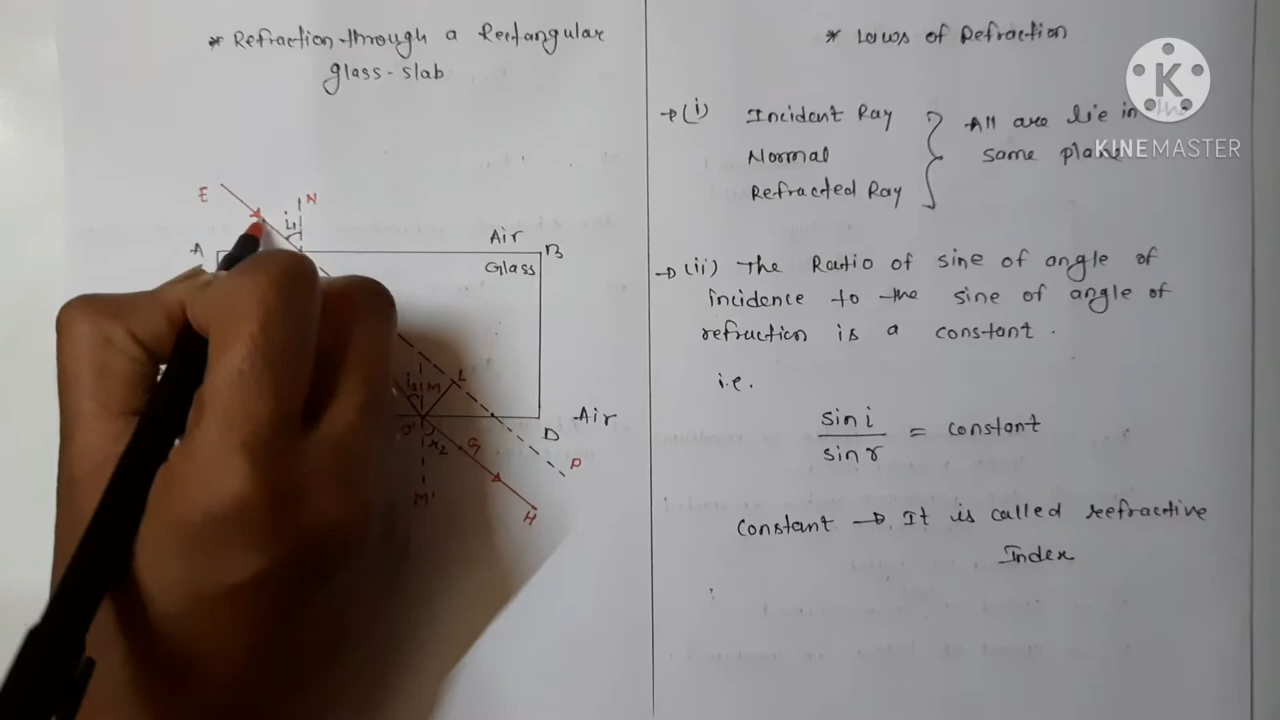 * Refraction through a Rectangular
glass-slab
E
N
i₁
A
Air
B
Glass
i₂
M
L
O'
r₂
G
D
Air
P
M'
H
* Laws of Refraction
→ (i) Incident Ray
Normal
Refracted Ray
All are lie in the
same plane
K
KINEMASTER
→ (ii) The Ratio of sine of angle of
incidence to the sine of angle of
refraction is a constant.
i.e.
sin i / sin r = constant
Constant → It is called refractive
Index